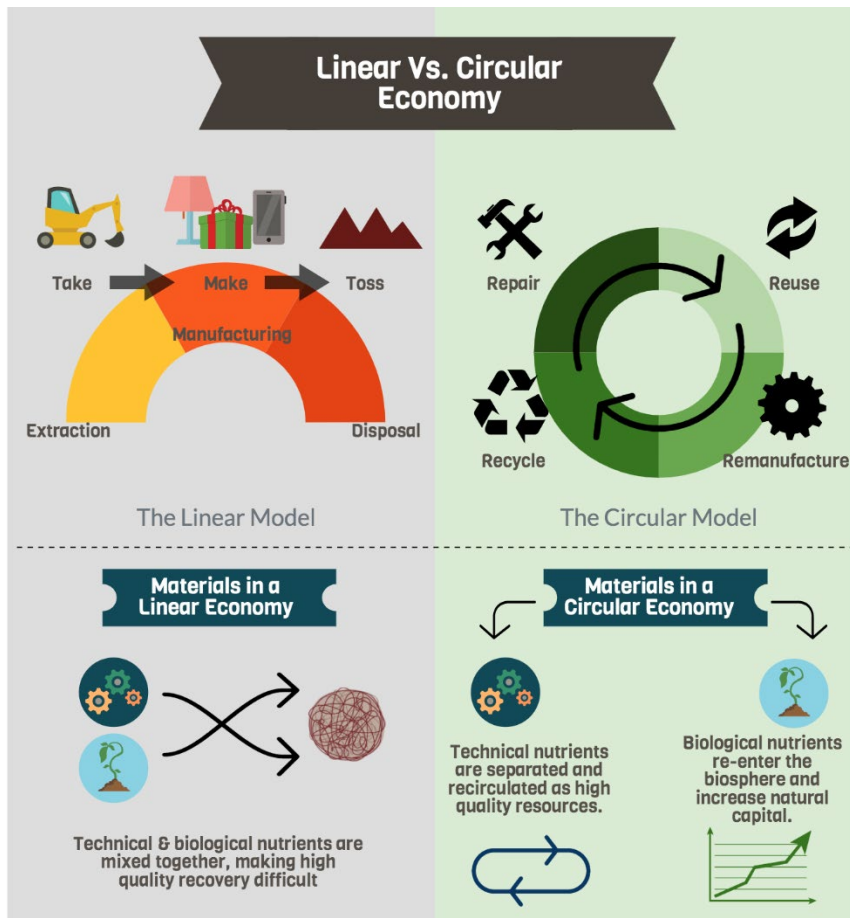 Linear Vs. Circular
Economy
Take
Make
Toss
Manufacturing
Extraction
Disposal
The Linear Model
Repair
Reuse
Recycle
Remanufacture
The Circular Model
Materials in a
Linear Economy
Technical & biological nutrients are
mixed together, making high
quality recovery difficult
Materials in a
Circular Economy
Technical nutrients
are separated and
recirculated as high
quality resources.
Biological nutrients
re-enter the
biosphere and
increase natural
capital.